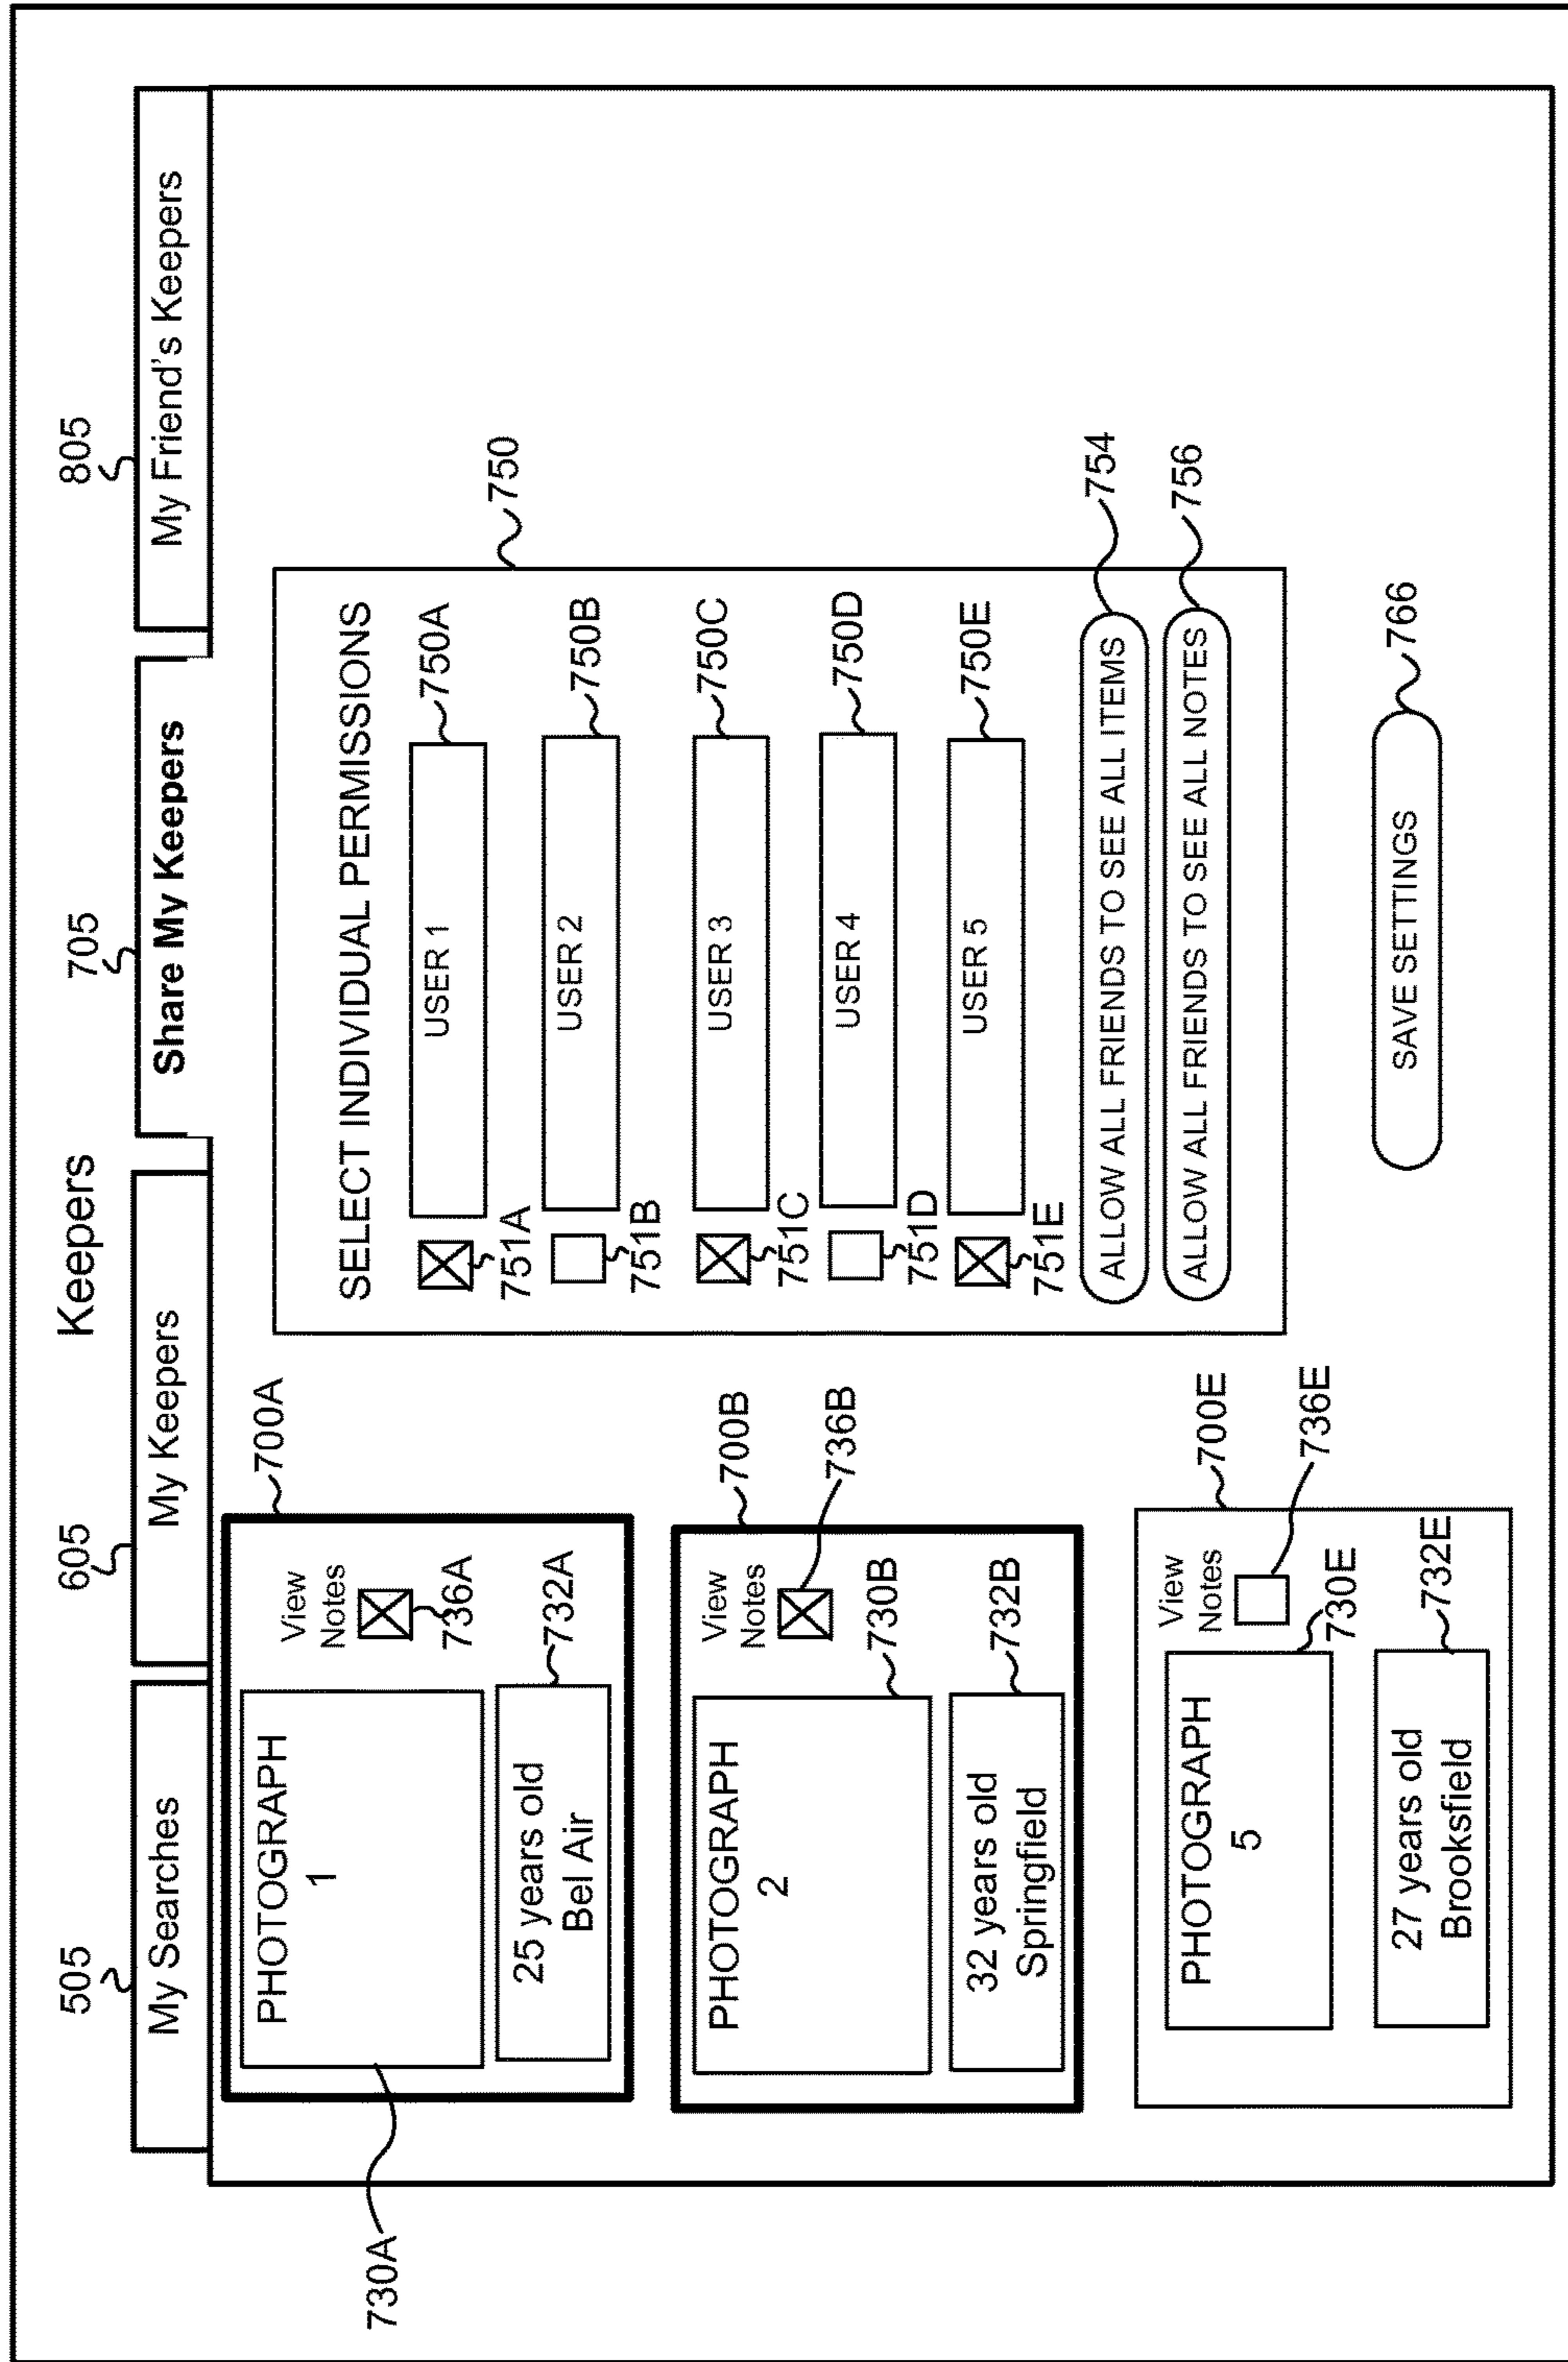 Keepers
505
605
705
805
My Searches
My Keepers
Share My Keepers
My Friend's Keepers
700A
PHOTOGRAPH
1
View
Notes
736A
25 years old
Bel Air
732A
730A
700B
PHOTOGRAPH
2
View
Notes
736B
730B
32 years old
Springfield
732B
700E
PHOTOGRAPH
5
View
Notes
736E
730E
27 years old
Brooksfield
732E
SELECT INDIVIDUAL PERMISSIONS
750
751A
USER 1
750A
751B
USER 2
750B
751C
USER 3
750C
751D
USER 4
750D
751E
USER 5
750E
ALLOW ALL FRIENDS TO SEE ALL ITEMS
754
ALLOW ALL FRIENDS TO SEE ALL NOTES
756
SAVE SETTINGS
766